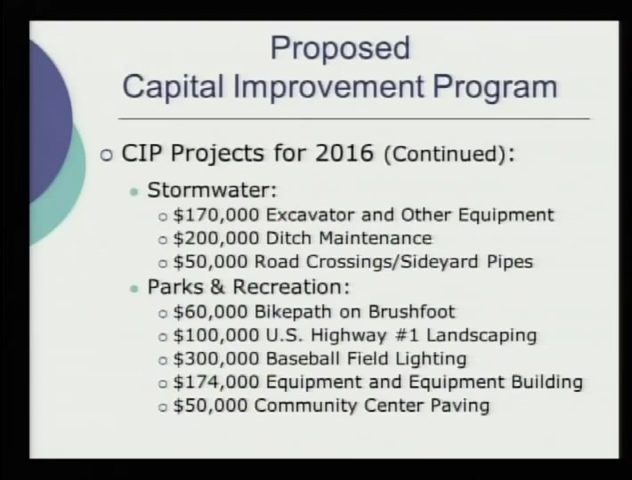 Proposed
Capital Improvement Program
CIP Projects for 2016 (Continued):
Stormwater:
$170,000 Excavator and Other Equipment
$200,000 Ditch Maintenance
$50,000 Road Crossings/Sideyard Pipes
Parks & Recreation:
$60,000 Bikepath on Brushfoot
$100,000 U.S. Highway #1 Landscaping
$300,000 Baseball Field Lighting
$174,000 Equipment and Equipment Building
$50,000 Community Center Paving